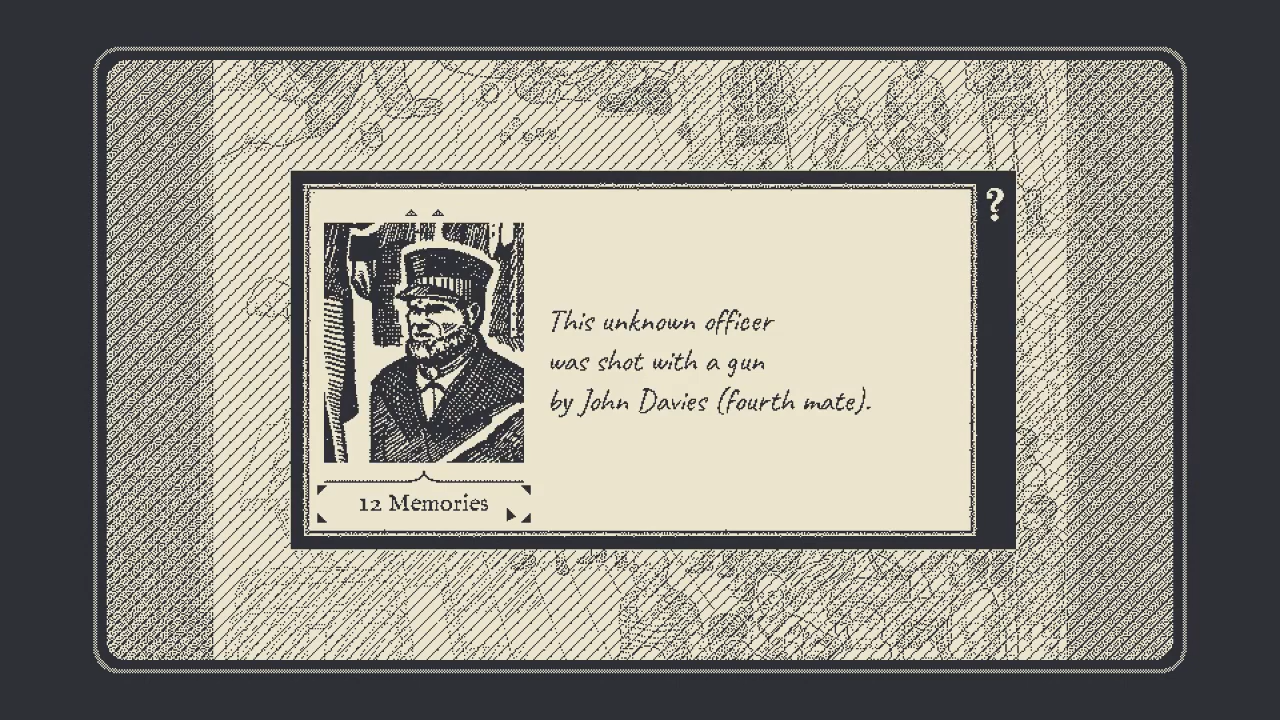 ?
This unknown officer
was shot with a gun
by John Davies (fourth mate).
12 Memories